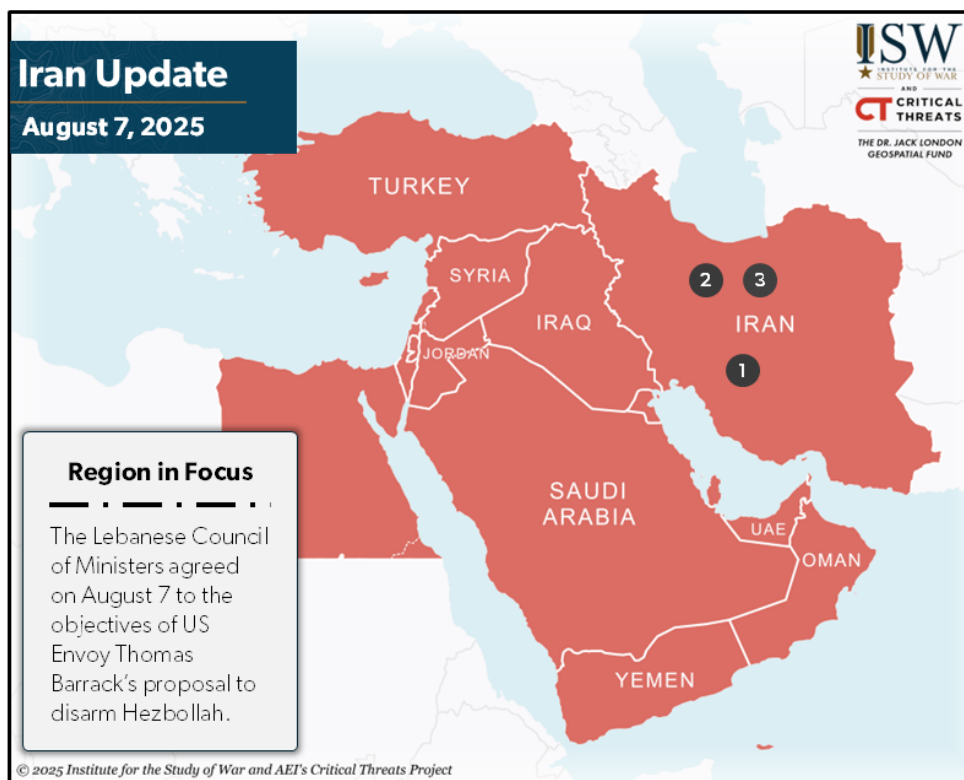 Iran Update
August 7, 2025
ISW
INSTITUTE FOR THE
STUDY OF WAR
AND
CT CRITICAL
THREATS
THE DR. JACK LONDON
GEOSPATIAL FUND
TURKEY
SYRIA
IRAQ
JORDAN
2
3
IRAN
1
SAUDI
ARABIA
UAE
OMAN
YEMEN
Region in Focus
The Lebanese Council
of Ministers agreed
on August 7 to the
objectives of US
Envoy Thomas
Barrack’s proposal to
disarm Hezbollah.
© 2025 Institute for the Study of War and AEI's Critical Threats Project